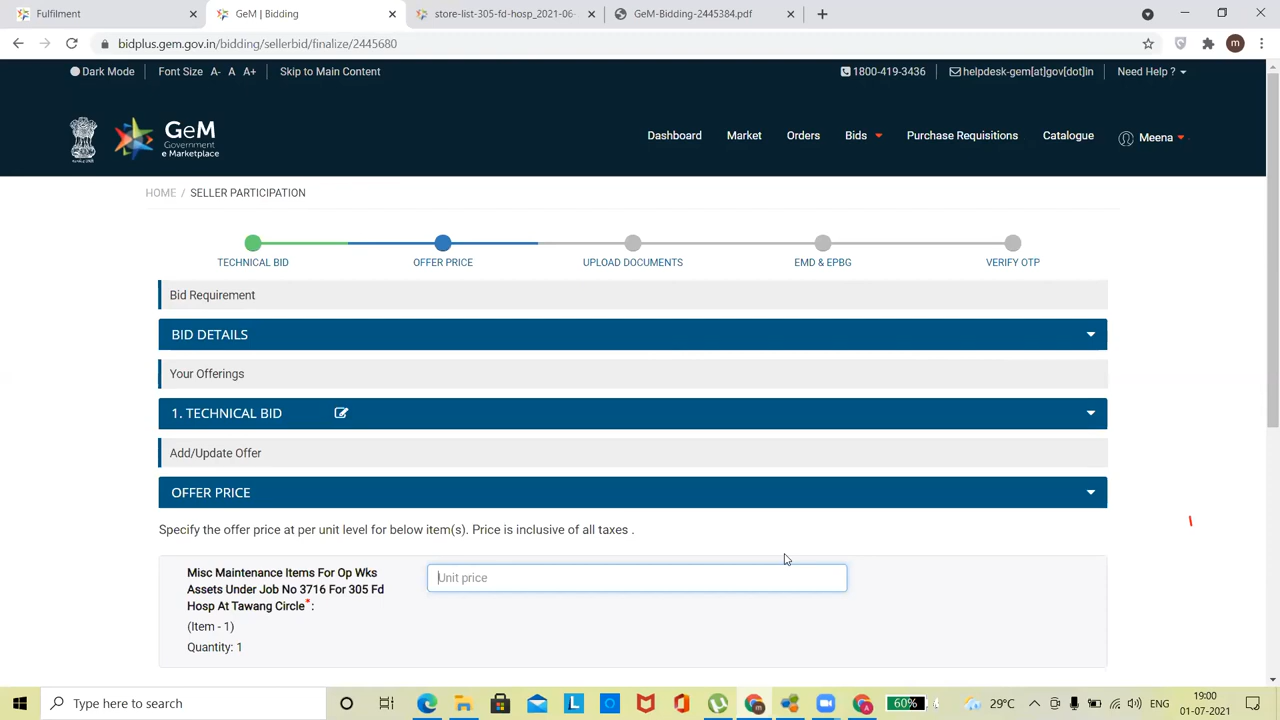 Fulfilment
GeM | Bidding
store-list-305-fd-hosp_2021-06-
GeM-Bidding-2445384.pdf
bidplus.gem.gov.in/bidding/sellerbid/finalize/2445680
m
Dark Mode
Font Size A- A A+
Skip to Main Content
1800-419-3436
helpdesk-gem[at]gov[dot]in
Need Help ?
GeM
Government
e Marketplace
Dashboard
Market
Orders
Bids
Purchase Requisitions
Catalogue
Meena
HOME / SELLER PARTICIPATION
TECHNICAL BID
OFFER PRICE
UPLOAD DOCUMENTS
EMD & EPBG
VERIFY OTP
Bid Requirement
BID DETAILS
Your Offerings
1. TECHNICAL BID
Add/Update Offer
OFFER PRICE
Specify the offer price at per unit level for below item(s). Price is inclusive of all taxes .
Misc Maintenance Items For Op Wks
Assets Under Job No 3716 For 305 Fd
Hosp At Tawang Circle*:
(Item - 1)
Quantity: 1
Unit price
Type here to search
60%
29°C
ENG
19:00
01-07-2021